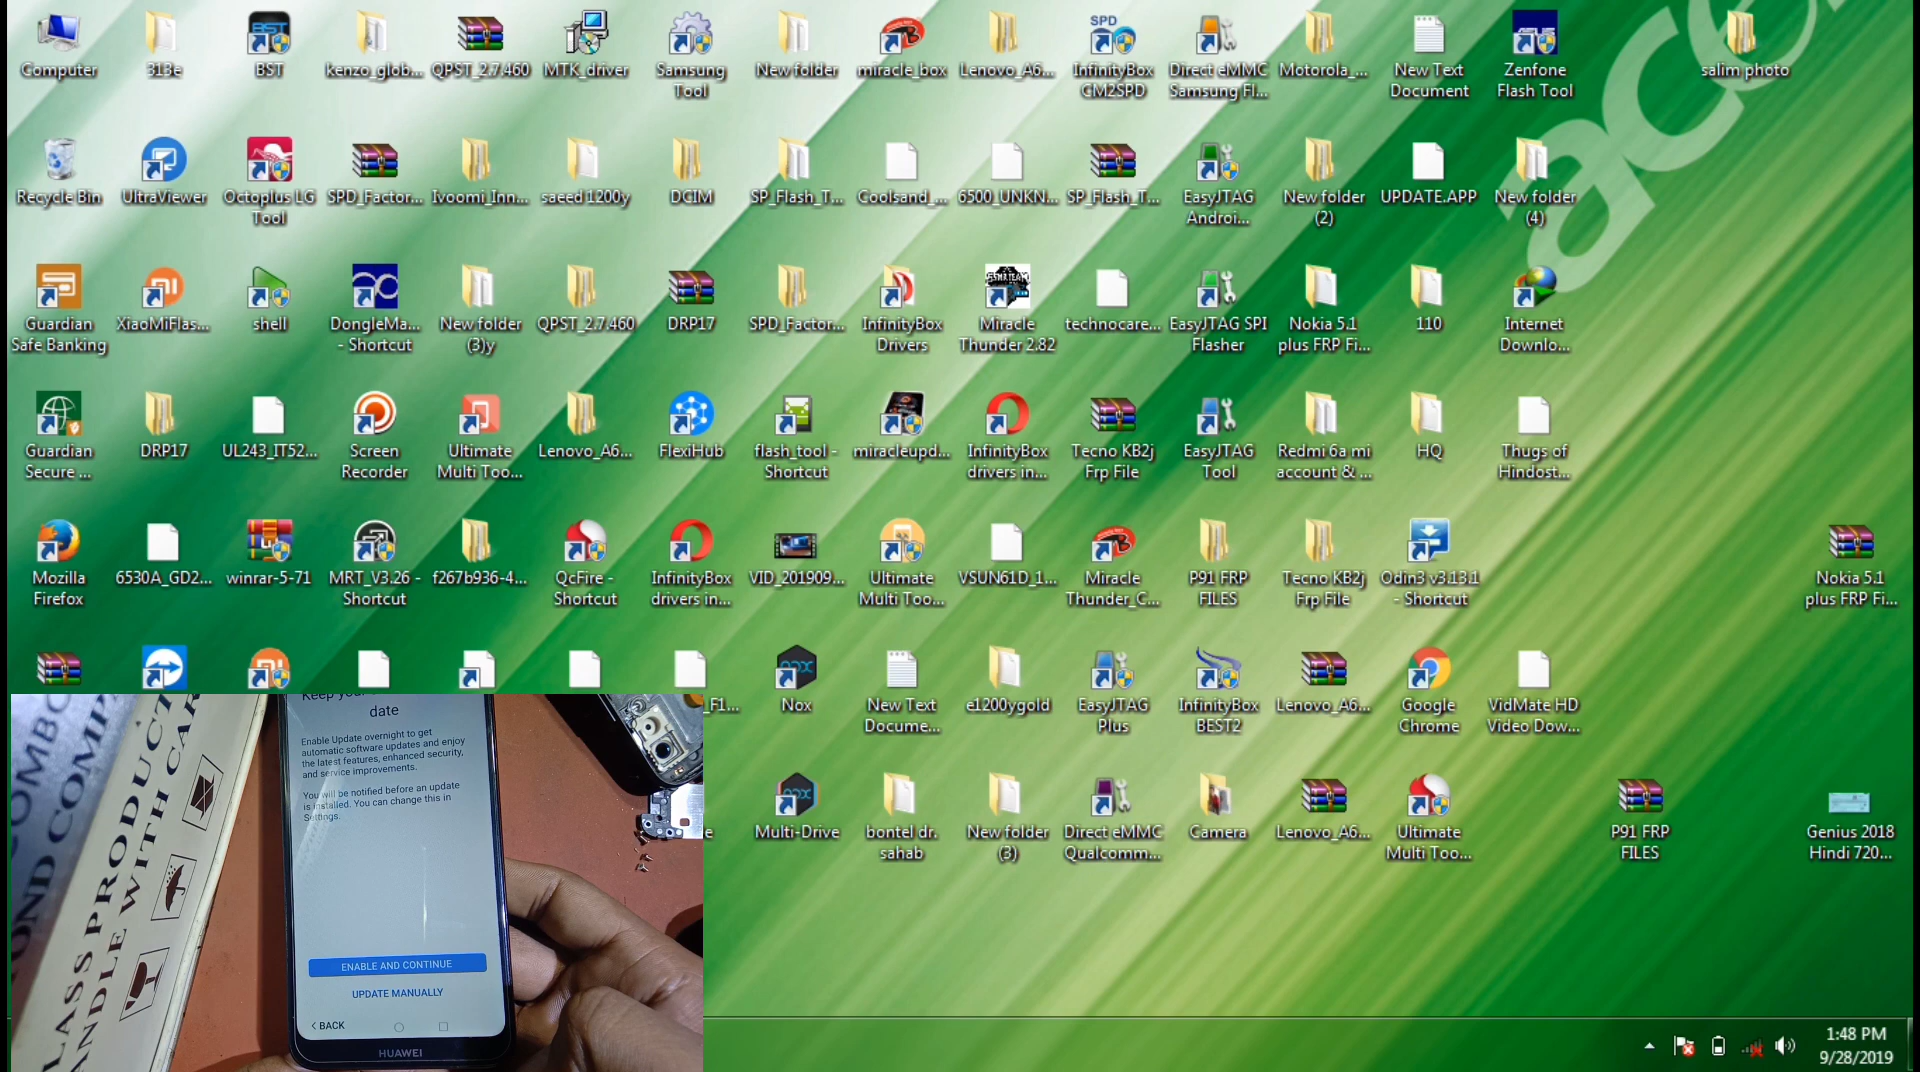 Computer
313e
BST
kenzo_glob...
QPST_2.7.460
MTK_driver
Samsung
Tool
New folder
miracle_box
Lenovo_A6...
SPD
InfinityBox
CM2SPD
Direct eMMC
Samsung Fl...
Motorola_...
New Text
Document
Zenfone
Flash Tool
salim photo
acer
Recycle Bin
UltraViewer
Octoplus LG
Tool
SPD_Factor...
Ivoomi_Inn...
saeed 1200y
DCIM
SP_Flash_T...
Coolsand_...
6500_UNKN...
SP_Flash_T...
EasyJTAG
Androi...
New folder
(2)
UPDATE.APP
New folder
(4)
Guardian
Safe Banking
XiaoMiFlas...
shell
DongleMa...
- Shortcut
New folder
(3)y
QPST_2.7.460
DRP17
SPD_Factor...
InfinityBox
Drivers
Miracle
Thunder 2.82
technocare...
EasyJTAG SPI
Flasher
Nokia 5.1
plus FRP Fi...
110
Internet
Downlo...
Guardian
Secure ...
DRP17
UL243_IT52...
Screen
Recorder
Ultimate
Multi Too...
Lenovo_A6...
FlexiHub
flash_tool -
Shortcut
miracleupd...
InfinityBox
drivers in...
Tecno KB2j
Frp File
EasyJTAG
Tool
Redmi 6a mi
account & ...
HQ
Thugs of
Hindost...
Mozilla
Firefox
6530A_GD2...
winrar-5-71
MRT_V3.26 -
Shortcut
f267b936-4...
QcFire -
Shortcut
InfinityBox
drivers in...
VID_201909...
Ultimate
Multi Too...
VSUN61D_1...
Miracle
Thunder_C...
P91 FRP
FILES
Tecno KB2j
Frp File
Odin3 v3.13.1
- Shortcut
Nokia 5.1
plus FRP Fi...
_F1...
Nox
New Text
Docume...
e1200ygold
EasyJTAG
Plus
InfinityBox
BEST2
Lenovo_A6...
Google
Chrome
VidMate HD
Video Dow...
Multi-Drive
bontel dr.
sahab
New folder
(3)
Direct eMMC
Qualcomm...
Camera
Lenovo_A6...
Ultimate
Multi Too...
P91 FRP
FILES
Genius 2018
Hindi 720...
date
Enable Update overnight to get
automatic software updates and enjoy
the latest features, enhanced security,
and service improvements.
You will be notified before an update
is installed. You can change this in
Settings.
ENABLE AND CONTINUE
UPDATE MANUALLY
< BACK
HUAWEI
1:48 PM
9/28/2019